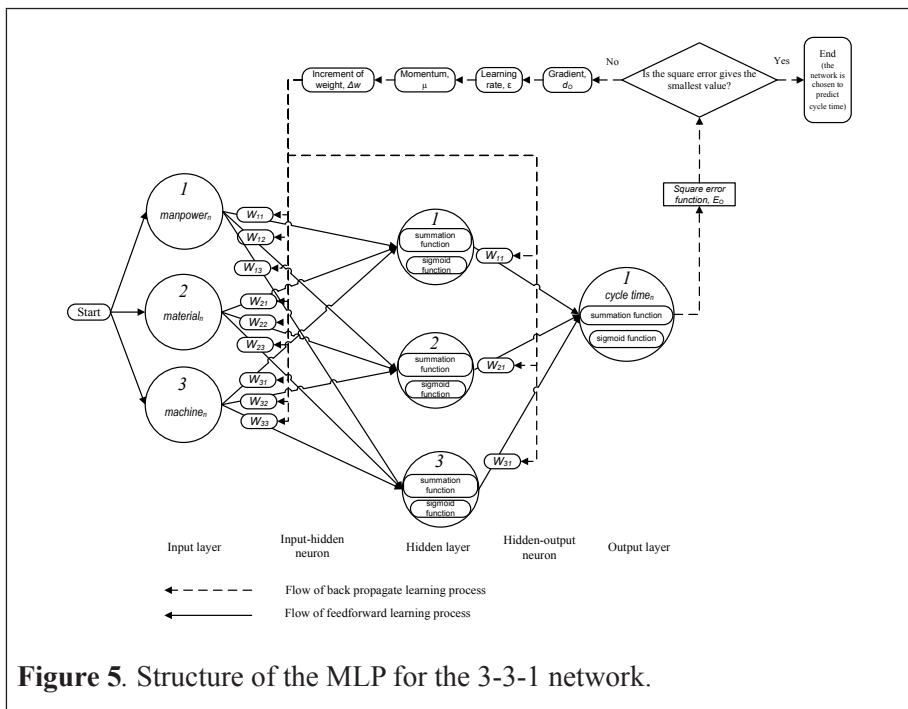 No
Yes
End
(the
network is
chosen to
predict
cycle time)
Is the square error gives the
smallest value?
Gradient,
dO
Learning
rate, ε
Momentum,
μ
Increment of
weight, Δw
Square error
function, EO
Start
1
manpowern
2
materialn
3
machinen
W11
W12
W13
W21
W22
W23
W31
W32
W33
1
summation
function
sigmoid
function
2
summation
function
sigmoid
function
3
summation
function
sigmoid
function
W11
W21
W31
1
cycle timen
summation function
sigmoid function
Input layer
Input-hidden
neuron
Hidden layer
Hidden-output
neuron
Output layer
Flow of back propagate learning process
Flow of feedforward learning process
Figure 5. Structure of the MLP for the 3-3-1 network.